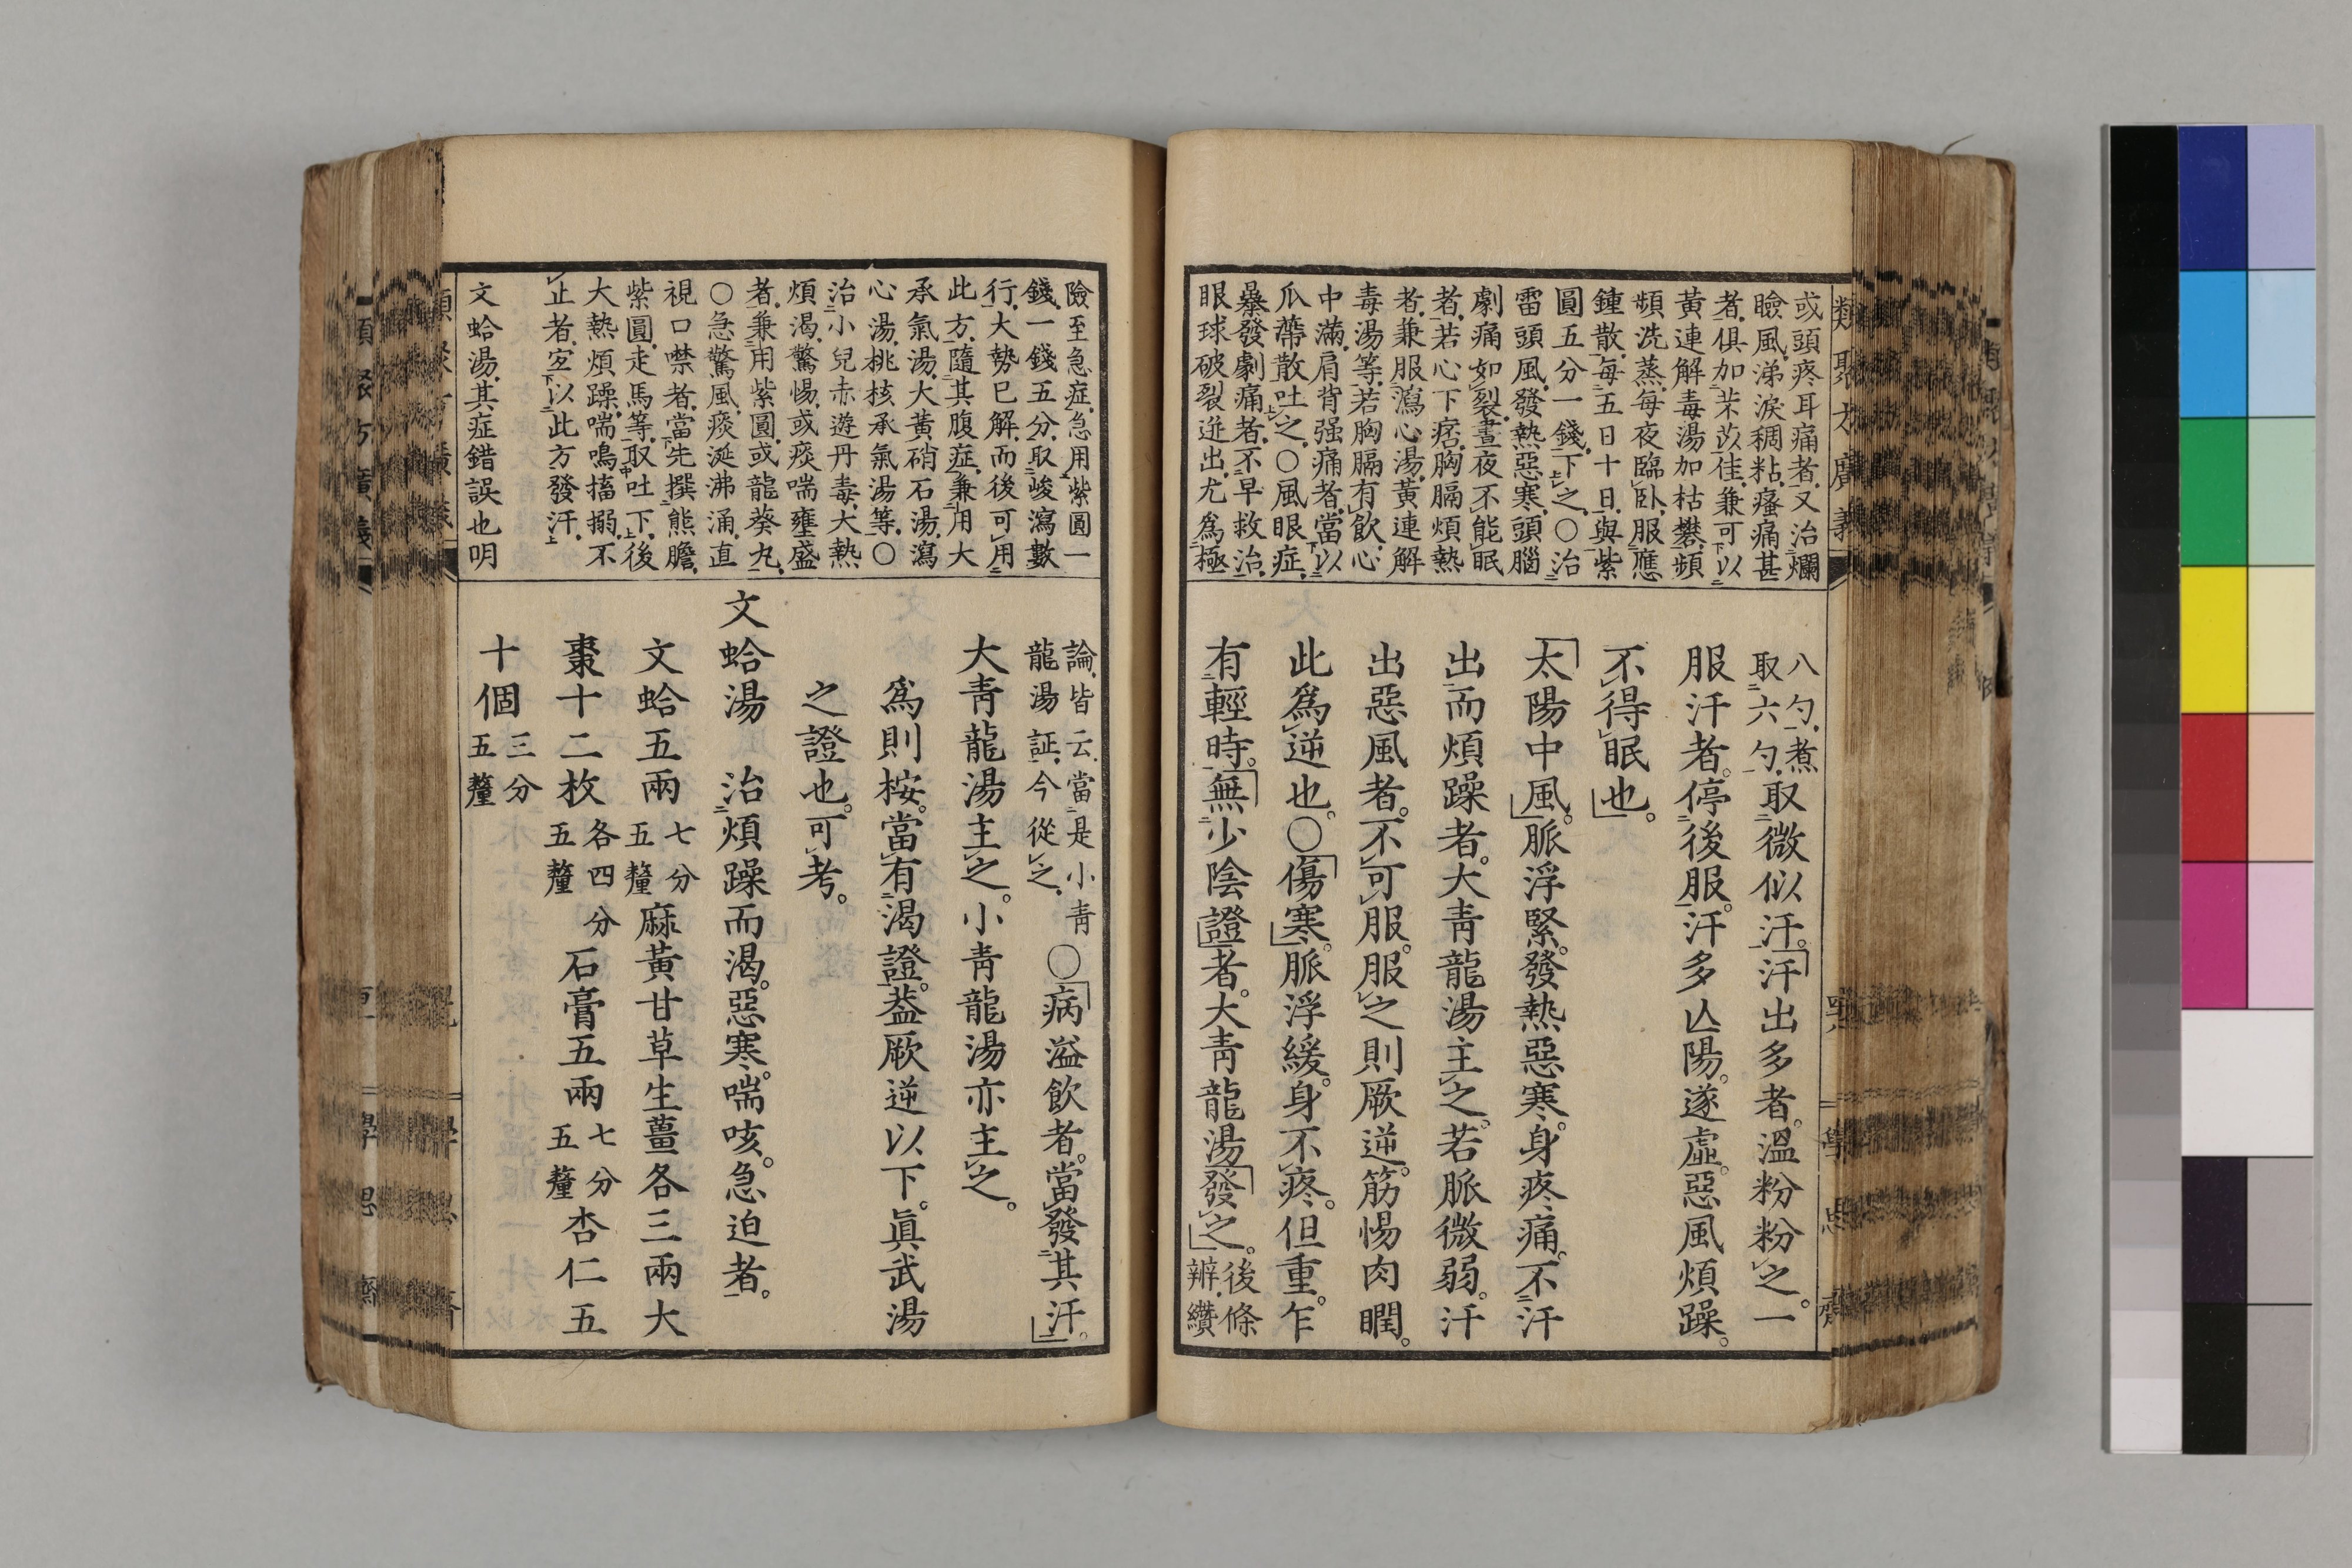 類聚方廣義
或頭疼耳痛者又治爛
瞼風涕淚稠粘瘙痛甚
者俱加苤苡佳兼可以
黃連解毒湯加枯礬頻
頻洗蒸每夜臨臥服應
鍾散每五日十日與紫
圓五分一錢下之〇治
雷頭風發熱惡寒頭腦
劇痛如裂晝夜不能眠
者若心下痞胸膈煩熱
者兼服瀉心湯黃連解
毒湯等若胸膈有飲心
中滿肩背强痛者當以
瓜蔕散吐之〇風眼症
暴發劇痛者不早救治
眼球破裂迸出尤爲極
八勺煮
取六勺取微似汗。汗出多者。溫粉粉之。一
服汗者。停後服。汗多亾陽。遂虛。惡風煩躁。
不得眠也。
太陽中風。脈浮緊。發熱惡寒。身疼痛。不汗
出而煩躁者。大青龍湯主之。若脈微弱。汗
出惡風者。不可服。服之則厥逆。筋惕肉瞤。
此爲逆也。〇傷寒。脈浮緩。身不疼。但重。乍
有輕時。無少陰證者。大青龍湯發之。後條
辨纘
險至急症急用紫圓一
錢一錢五分取峻瀉數
行大勢已解而後可用
此方隨其腹症兼用大
承氣湯大黃硝石湯瀉
心湯桃核承氣湯等〇
治小兒赤遊丹毒大熱
煩渴驚惕或痰喘壅盛
者兼用紫圓或龍葵丸
〇急驚風痰涎沸涌直
視口噤者當先撰熊膽
紫圓走馬等取吐下後
大熱煩躁喘鳴搐搦不
止者宐以此方發汗
文蛤湯其症錯誤也明
論皆云當是小青
龍湯証今從之〇病溢飲者。當發其汗。
大青龍湯主之。小青龍湯亦主之。
爲則桉。當有渴證。葢厥逆以下。眞武湯
之證也。可考。
文蛤湯　治煩躁而渴。惡寒。喘咳。急迫者。
文蛤五兩七分
五釐麻黃甘草生薑各三兩大
棗十二枚各四分
五釐石膏五兩七分
五釐杏仁五
十個三分
五釐